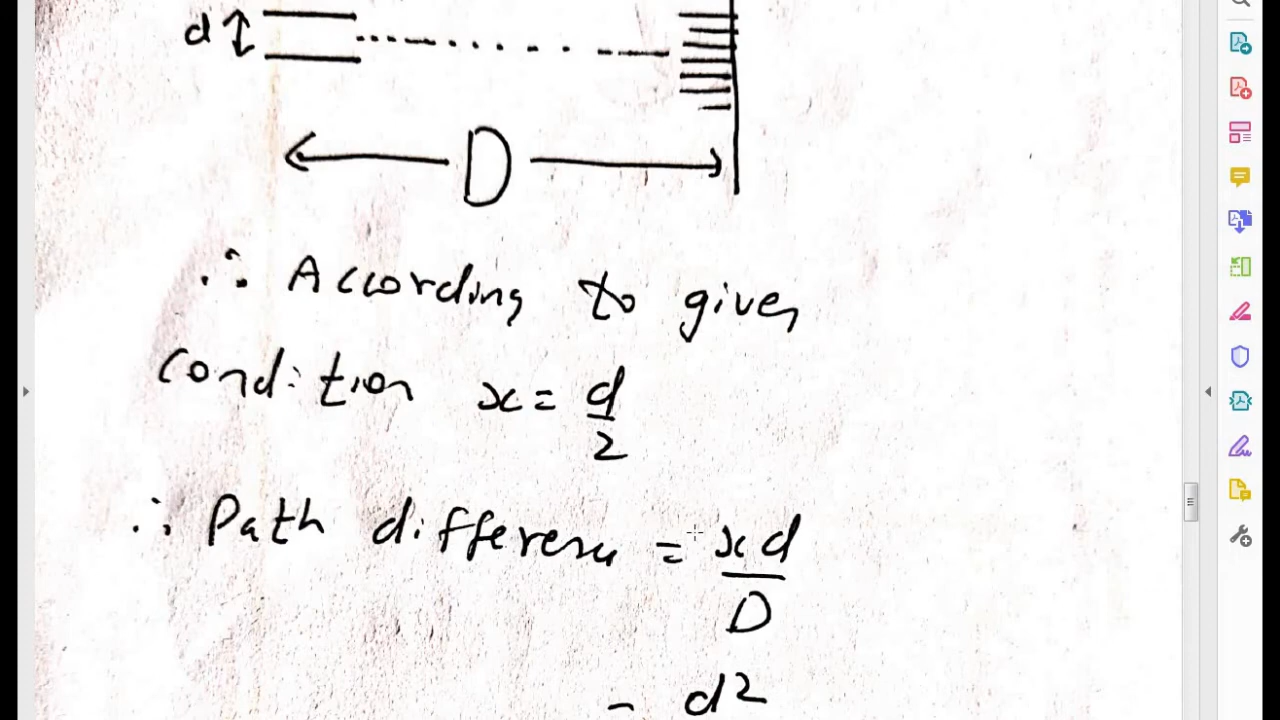 d
D
∴ According to given
condition x = d/2
∴ Path difference = xd/D
= d2